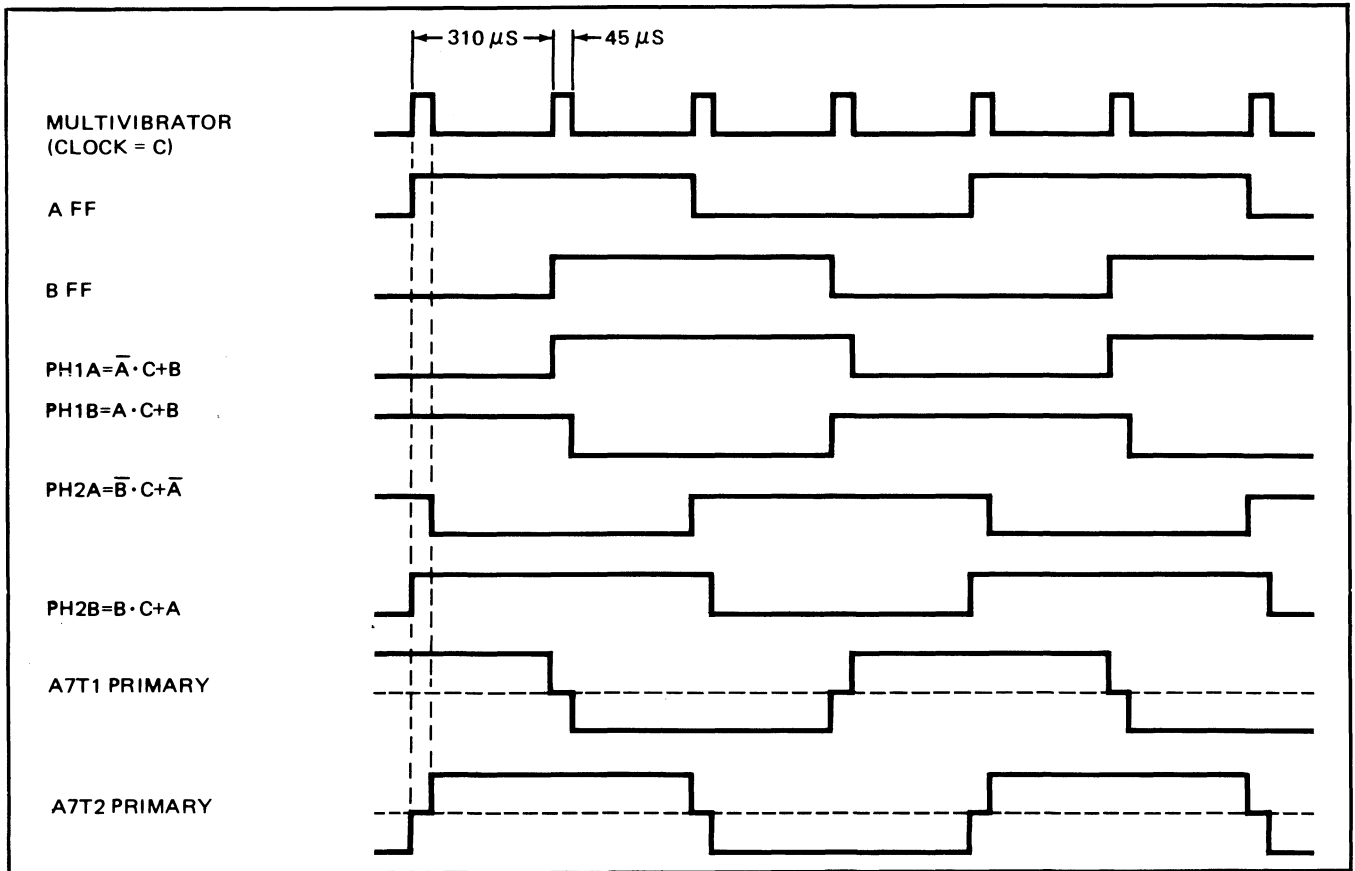 310 μS
45 μS
MULTIVIBRATOR
(CLOCK = C)
A FF
B FF
PH1A=A̅·C+B
PH1B=A·C+B
PH2A=B̅·C+A̅
PH2B=B·C+A
A7T1 PRIMARY
A7T2 PRIMARY